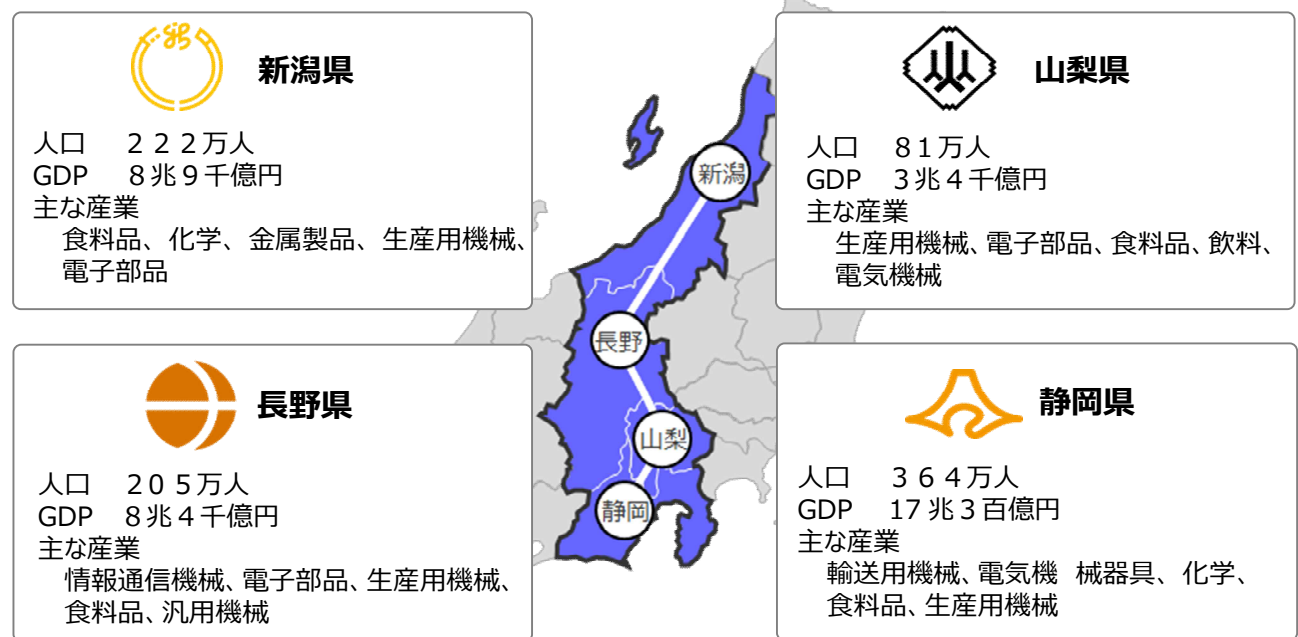 新潟県
人口　２２２万人
GDP　８兆９千億円
主な産業
食料品、化学、金属製品、生産用機械、
電子部品
山梨県
人口　８１万人
GDP　３兆４千億円
主な産業
生産用機械、電子部品、食料品、飲料、
電気機械
新潟
長野
山梨
静岡
長野県
人口　２０５万人
GDP　８兆４千億円
主な産業
情報通信機械、電子部品、生産用機械、
食料品、汎用機械
静岡県
人口　３６４万人
GDP　17 兆３百億円
主な産業
輸送用機械、電気機 械器具、化学、
食料品、生産用機械